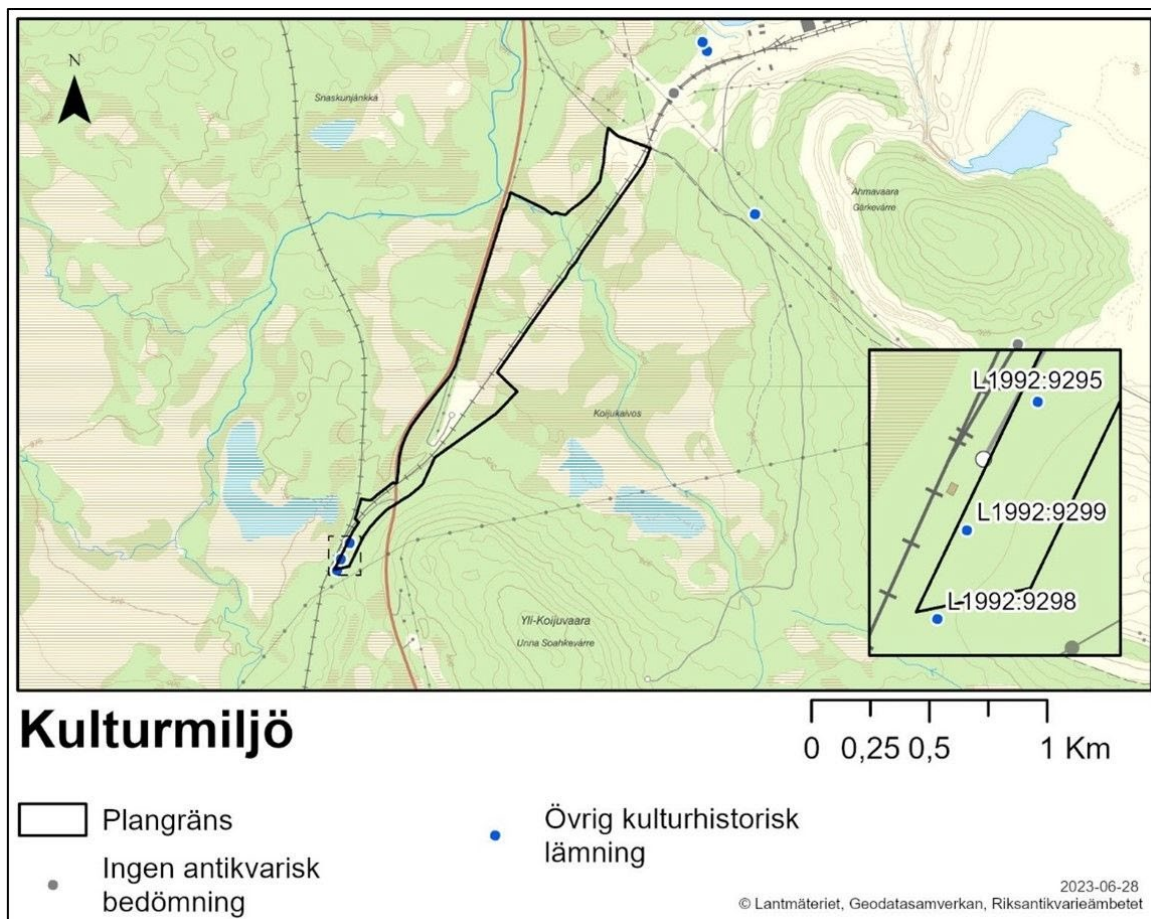 N
Snaskunjänkkä
Ahmavaara
Gárkevárre
Koijukaivos
L1992:9295
L1992:9299
L1992:9298
Yli-Koijuvaara
Unna Soahkevárre
Kulturmiljö
0 0,25 0,5 1 Km
Plangräns
Övrig kulturhistorisk
lämning
Ingen antikvarisk
bedömning
2023-06-28
© Lantmäteriet, Geodatasamverkan, Riksantikvarieämbetet